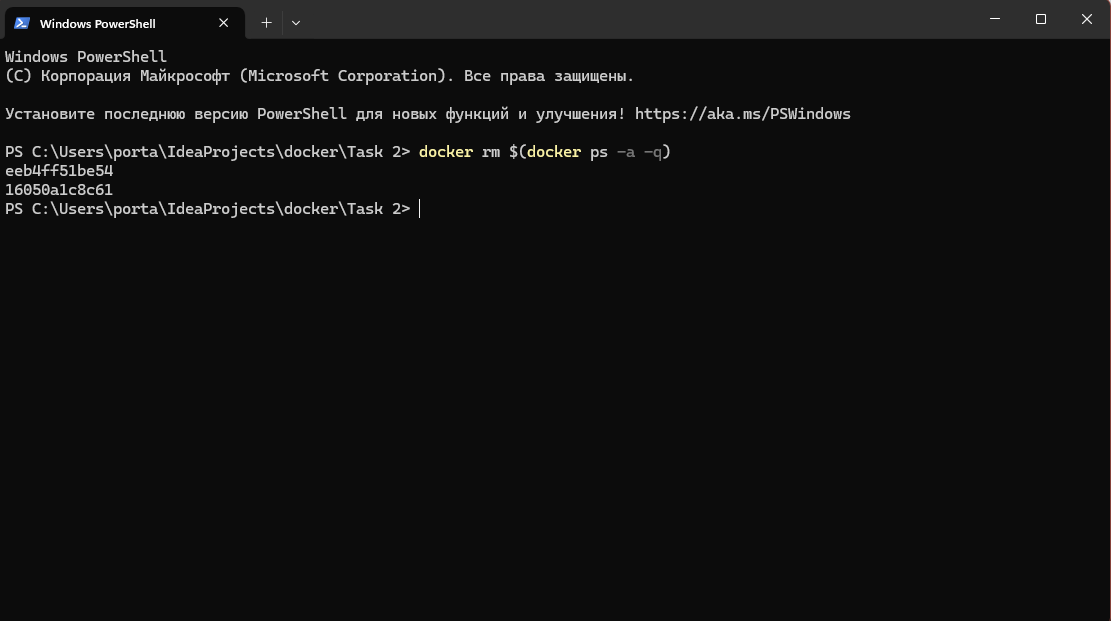 Windows PowerShell
Windows PowerShell
(C) Корпорация Майкрософт (Microsoft Corporation). Все права защищены.
Установите последнюю версию PowerShell для новых функций и улучшения! https://aka.ms/PSWindows
PS C:\Users\porta\IdeaProjects\docker\Task 2> docker rm $(docker ps -a -q)
eeb4ff51be54
16050a1c8c61
PS C:\Users\porta\IdeaProjects\docker\Task 2>